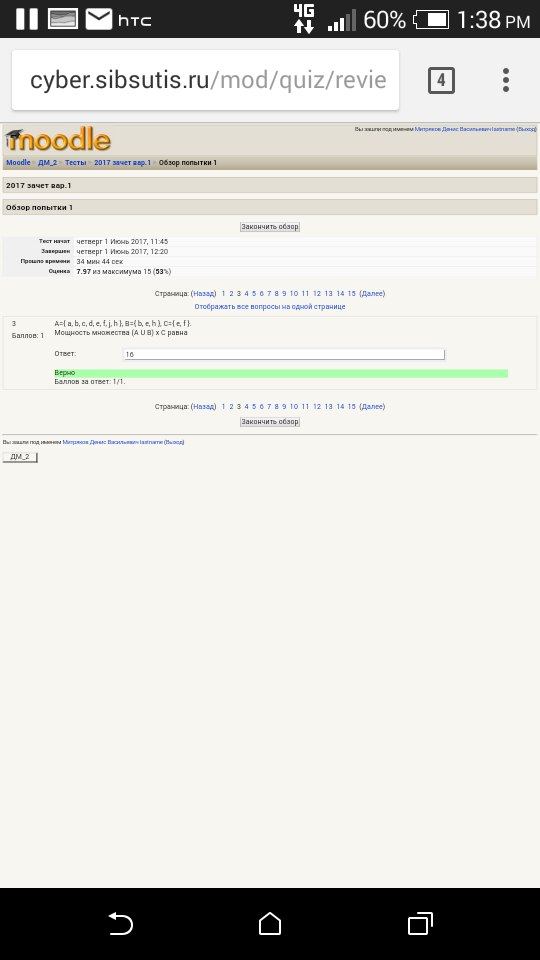 hTC 4G 60% 1:38 PM
cyber.sibsutis.ru/mod/quiz/revie 4
moodle
Вы зашли под именем Митряков Денис Васильевич lastname (Выход)
Moodle ► ДМ_2 ► Тесты ► 2017 зачет вар.1 ► Обзор попытки 1
2017 зачет вар.1
Обзор попытки 1
Закончить обзор
Тест начат четверг 1 Июнь 2017, 11:45
Завершен четверг 1 Июнь 2017, 12:20
Прошло времени 34 мин 44 сек
Оценка 7.97 из максимума 15 (53%)
Страница: (Назад) 1 2 3 4 5 6 7 8 9 10 11 12 13 14 15 (Далее)
Отображать все вопросы на одной странице
3
Баллов: 1
A={ a, b, c, d, e, f, j, h }, B={ b, e, h }, C={ e, f }.
Мощность множества (A U B) x C равна
Ответ: 16
Верно
Баллов за ответ: 1/1.
Страница: (Назад) 1 2 3 4 5 6 7 8 9 10 11 12 13 14 15 (Далее)
Закончить обзор
Вы зашли под именем Митряков Денис Васильевич lastname (Выход)
ДМ_2